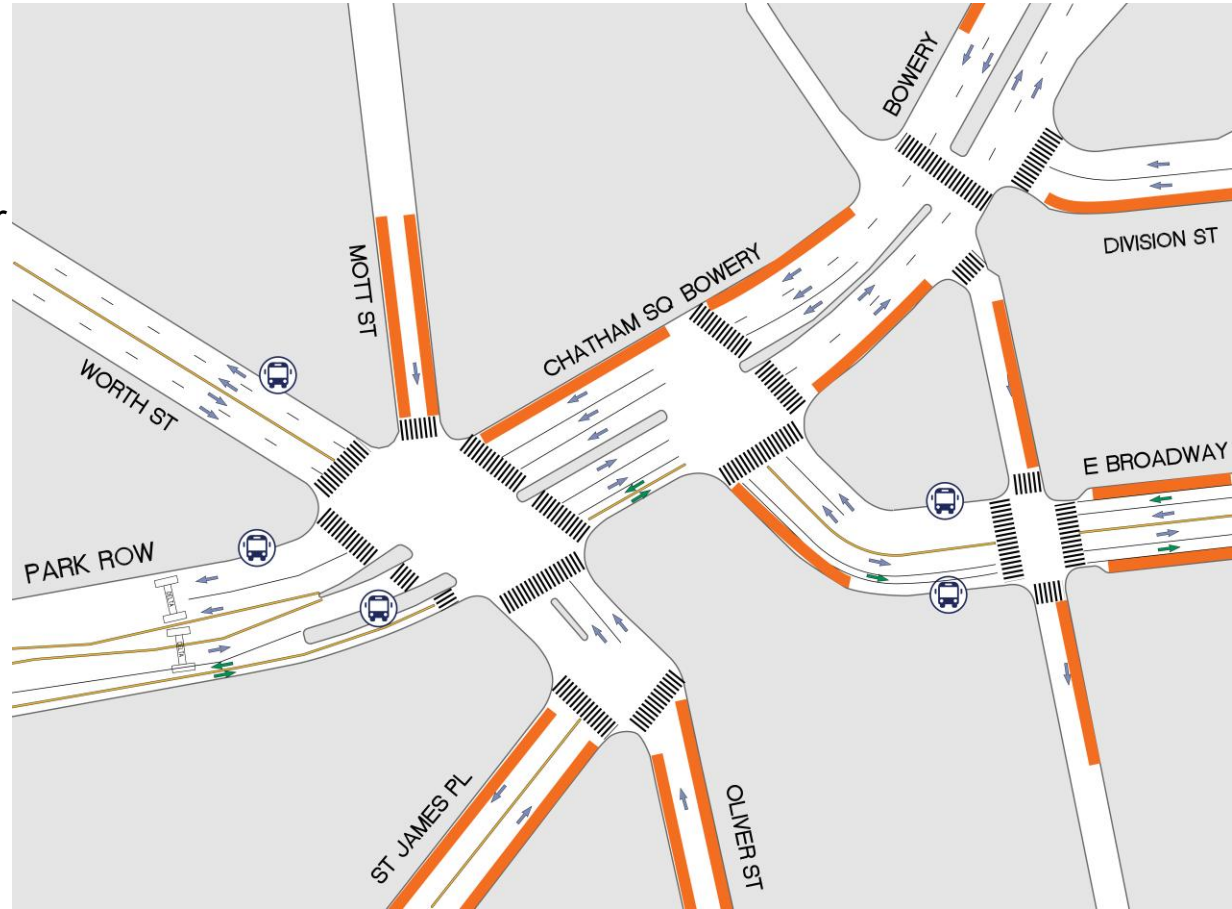 BOWERY
DIVISION ST
MOTT ST
CHATHAM SQ BOWERY
WORTH ST
E BROADWAY
PARK ROW
ST JAMES PL
OLIVER ST